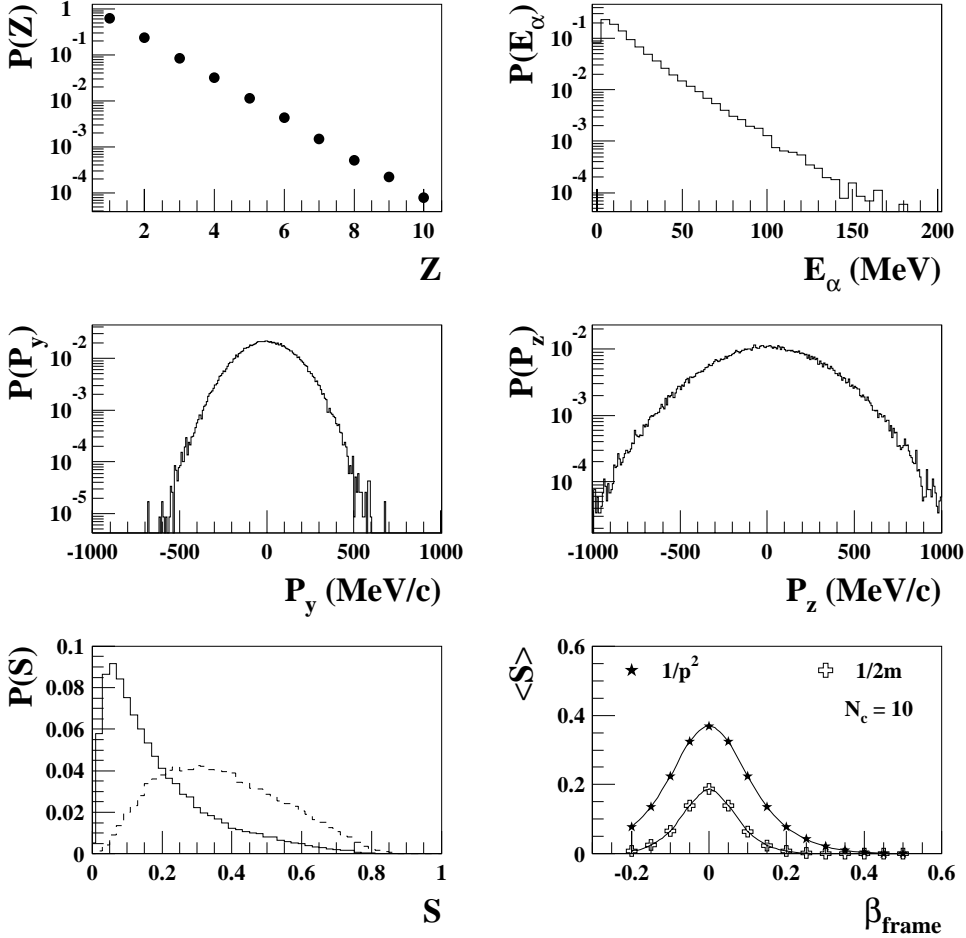 P(Z)
1
10^-1
10^-2
10^-3
10^-4
2 4 6 8 10
Z
P(E_α)
10^-1
10^-2
10^-3
10^-4
0 50 100 150 200
E_α (MeV)
P(P_y)
10^-2
10^-3
10^-4
10^-5
-1000 -500 0 500 1000
P_y (MeV/c)
P(P_z)
10^-2
10^-3
10^-4
-1000 -500 0 500 1000
P_z (MeV/c)
P(S)
0.1
0.08
0.06
0.04
0.02
0
0 0.2 0.4 0.6 0.8 1
S
<S>
0.6
0.4
0.2
0
1/p^2
1/2m
N_c = 10
-0.2 0 0.2 0.4 0.6
β_frame